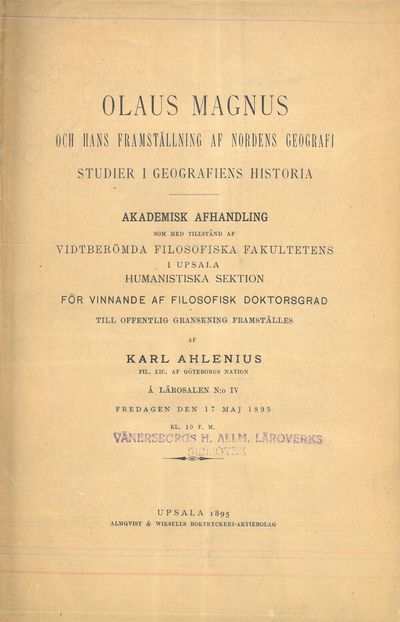 OLAUS MAGNUS
OCH HANS FRAMSTÄLLNING AF NORDENS GEOGRAFI
STUDIER I GEOGRAFIENS HISTORIA
AKADEMISK AFHANDLING
SOM MED TILLSTÅND AF
VIDTBERÖMDA FILOSOFISKA FAKULTETENS
I UPSALA
HUMANISTISKA SEKTION
FÖR VINNANDE AF FILOSOFISK DOKTORSGRAD
TILL OFFENTLIG GRANSKNING FRAMSTÄLLES
AF
KARL AHLENIUS
FIL. LIC. AF GÖTEBORGS NATION
Å LÄROSALEN N:o IV
FREDAGEN DEN 17 MAJ 1895
KL. 10 F. M.
VÄNERSBORGS H. ALLM. LÄROVERKS
BIBLIOTEK
UPSALA 1895
ALMQVIST & WIKSELLS BOKTRYCKERI-AKTIEBOLAG